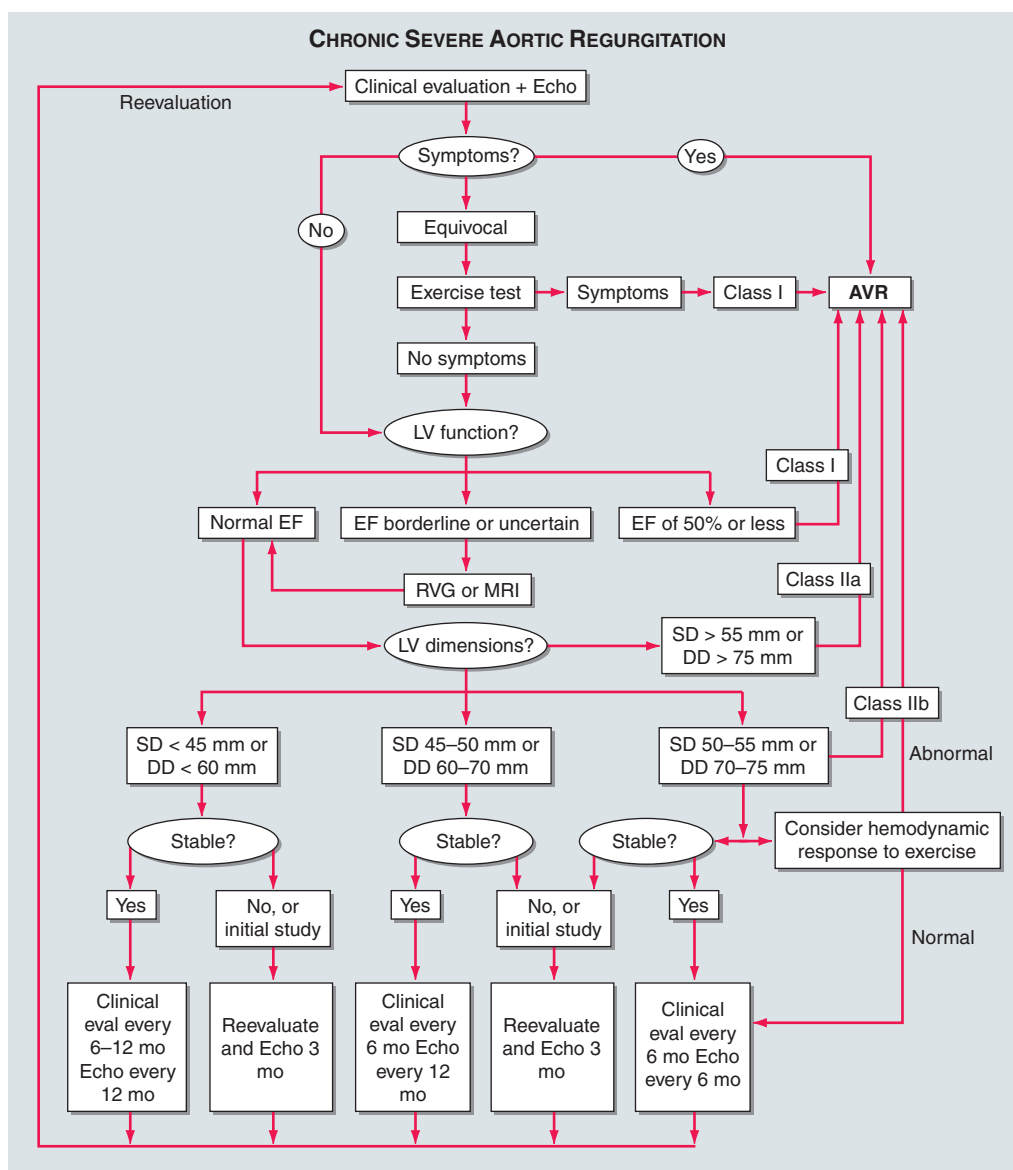 CHRONIC SEVERE AORTIC REGURGITATION
Clinical evaluation + Echo
Reevaluation
Symptoms?
Yes
No
Equivocal
Exercise test
Symptoms
Class I
AVR
No symptoms
LV function?
Class I
Normal EF
EF borderline or uncertain
EF of 50% or less
Class IIa
RVG or MRI
LV dimensions?
SD > 55 mm or
DD > 75 mm
Class IIb
SD < 45 mm or
DD < 60 mm
SD 45–50 mm or
DD 60–70 mm
SD 50–55 mm or
DD 70–75 mm
Abnormal
Stable?
Stable?
Stable?
Consider hemodynamic
response to exercise
Yes
No, or
initial study
Yes
No, or
initial study
Yes
Normal
Clinical
eval every
6–12 mo
Echo every
12 mo
Reevaluate
and Echo 3
mo
Clinical
eval every
6 mo Echo
every 12
mo
Reevaluate
and Echo 3
mo
Clinical
eval every
6 mo Echo
every 6 mo